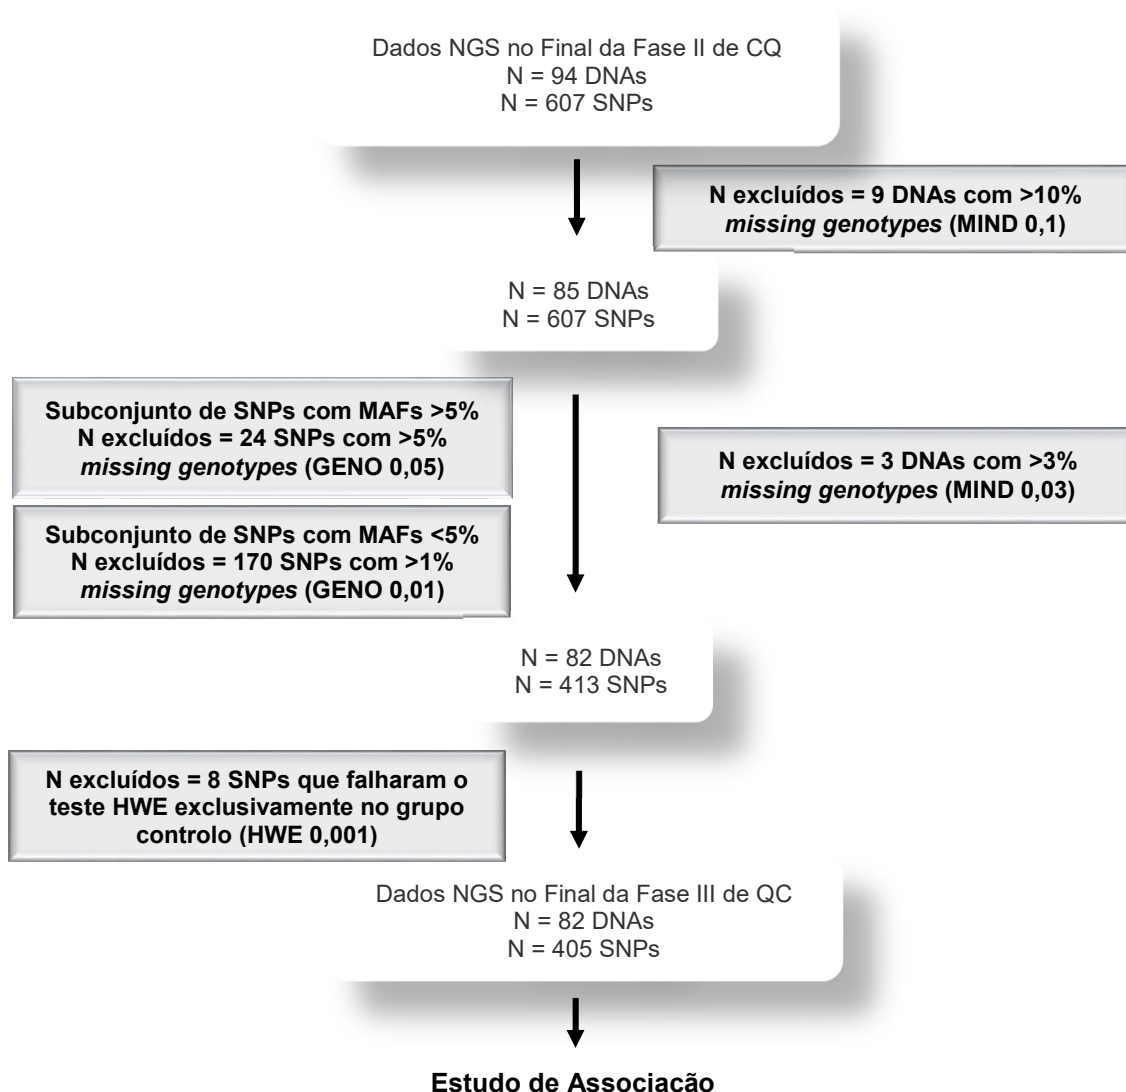 Dados NGS no Final da Fase II de CQ
N = 94 DNAs
N = 607 SNPs
N excluídos = 9 DNAs com >10%
missing genotypes (MIND 0,1)
N = 85 DNAs
N = 607 SNPs
Subconjunto de SNPs com MAFs >5%
N excluídos = 24 SNPs com >5%
missing genotypes (GENO 0,05)
N excluídos = 3 DNAs com >3%
missing genotypes (MIND 0,03)
Subconjunto de SNPs com MAFs <5%
N excluídos = 170 SNPs com >1%
missing genotypes (GENO 0,01)
N = 82 DNAs
N = 413 SNPs
N excluídos = 8 SNPs que falharam o
teste HWE exclusivamente no grupo
controlo (HWE 0,001)
Dados NGS no Final da Fase III de QC
N = 82 DNAs
N = 405 SNPs
Estudo de Associação